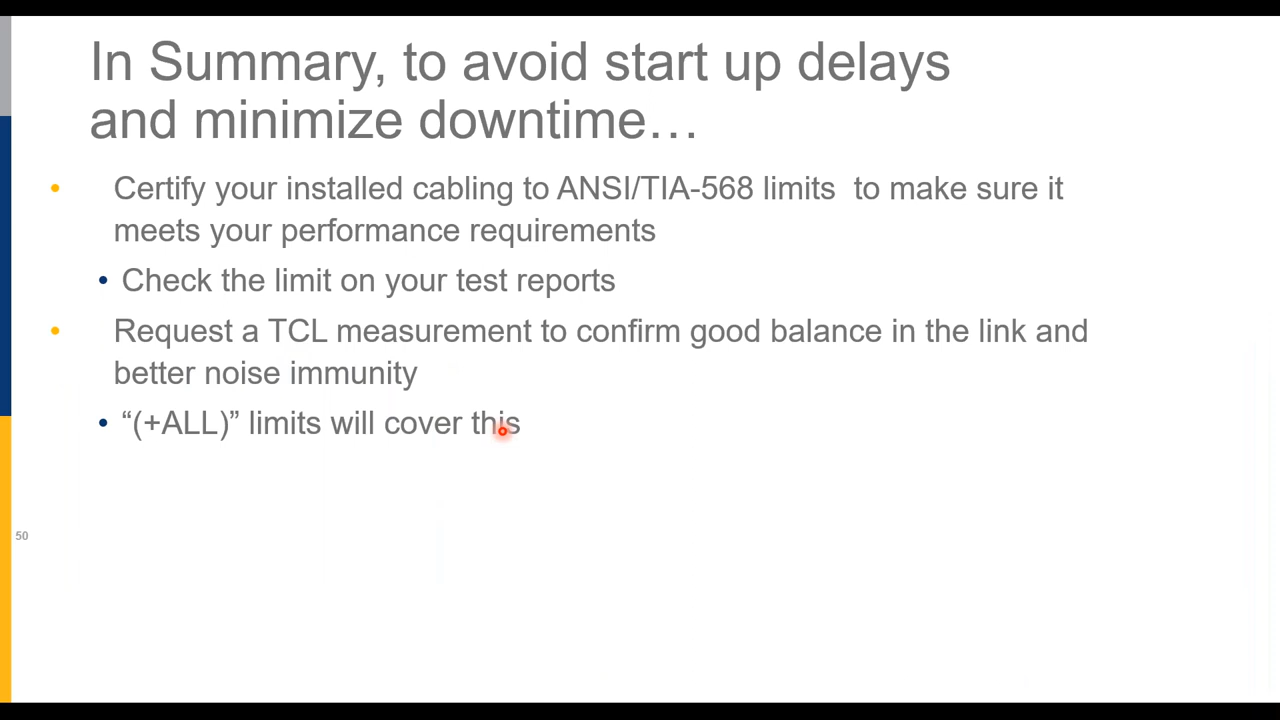 In Summary, to avoid start up delays
and minimize downtime…
• Certify your installed cabling to ANSI/TIA-568 limits  to make sure it
meets your performance requirements
• Check the limit on your test reports
• Request a TCL measurement to confirm good balance in the link and
better noise immunity
• “(+ALL)” limits will cover this
50